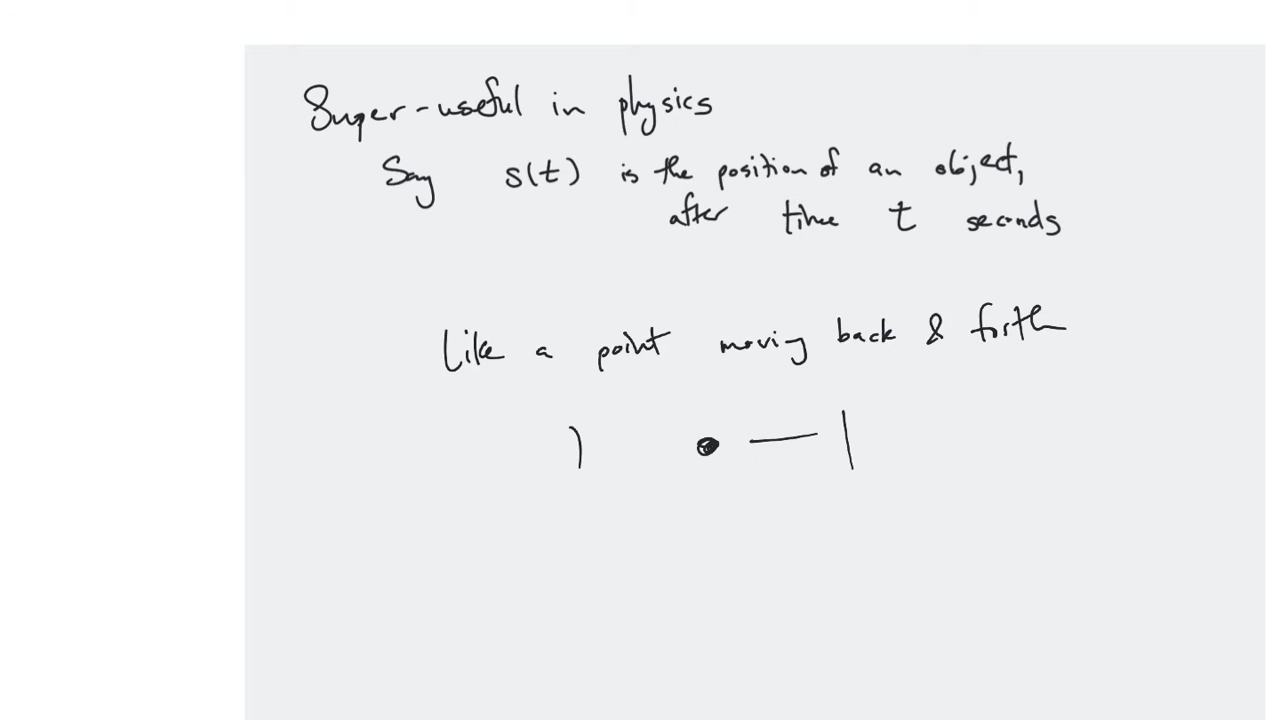 Super-useful in physics
Say s(t) is the position of an object,
after time t seconds
Like a point moving back & forth